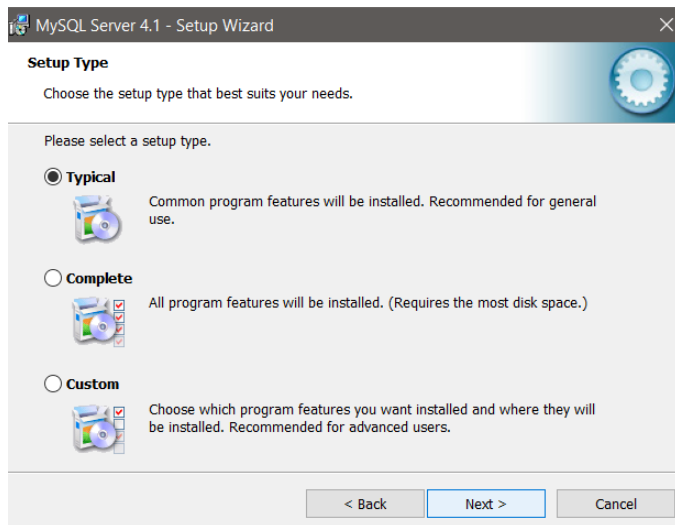 MySQL Server 4.1 - Setup Wizard
Setup Type
Choose the setup type that best suits your needs.
Please select a setup type.
Typical
Common program features will be installed. Recommended for general
use.
Complete
All program features will be installed. (Requires the most disk space.)
Custom
Choose which program features you want installed and where they will
be installed. Recommended for advanced users.
< Back Next > Cancel